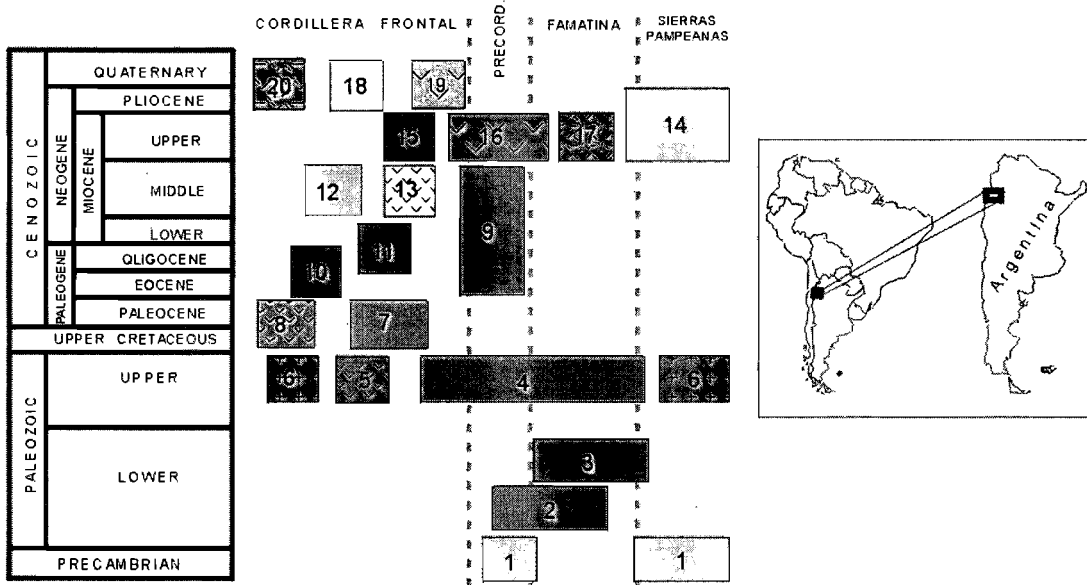 CORDILLERA FRONTAL
PRECORD.
FAMATINA
SIERRAS
PAMPEANAS
CENOZOIC
NEOGENE
MIOCENE
PALEOGENE
PALEOZOIC
QUATERNARY
PLIOCENE
UPPER
MIDDLE
LOWER
OLIGOCENE
EOCENE
PALEOCENE
UPPER CRETACEOUS
UPPER
LOWER
PRECAMBRIAN
20 18 19
15 16 17 14
12 13
9
11
10
8 7
6 5 4 6
3
2
1 1
Argentina